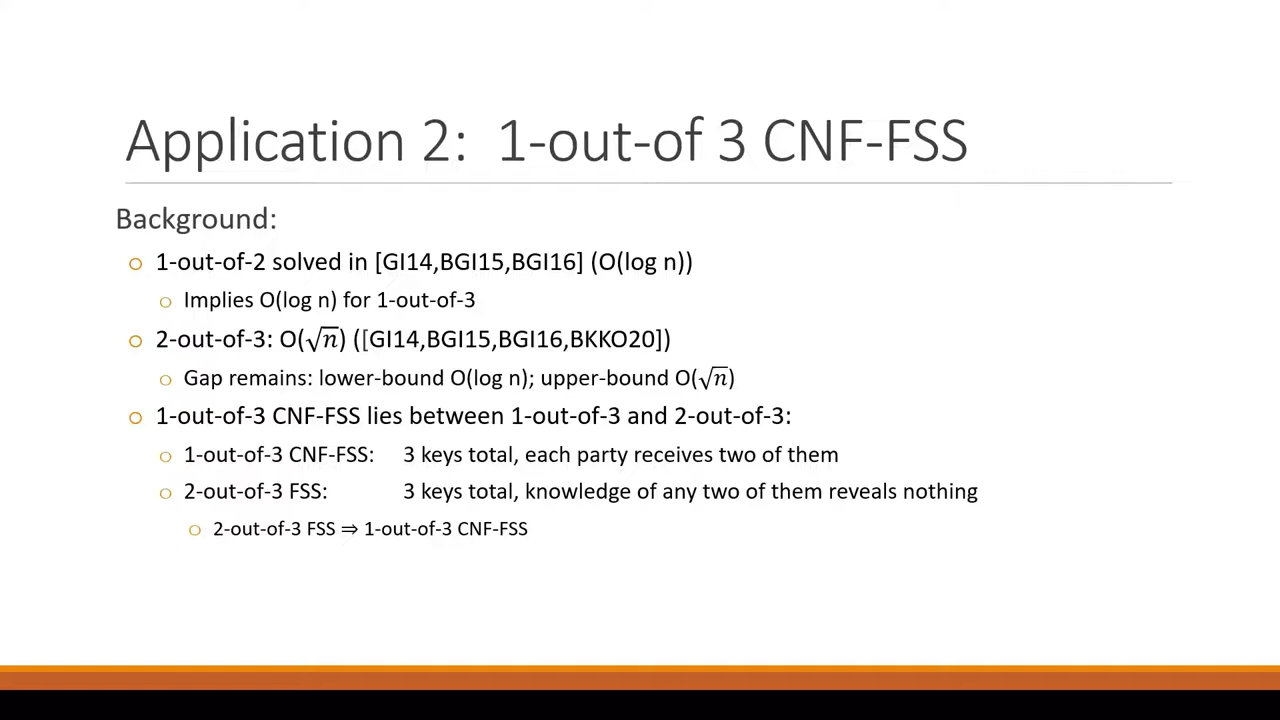 Application 2: 1-out-of 3 CNF-FSS
Background:
1-out-of-2 solved in [GI14,BGI15,BGI16] (O(log n))
Implies O(log n) for 1-out-of-3
2-out-of-3: O(√n) ([GI14,BGI15,BGI16,BKKO20])
Gap remains: lower-bound O(log n); upper-bound O(√n)
1-out-of-3 CNF-FSS lies between 1-out-of-3 and 2-out-of-3:
1-out-of-3 CNF-FSS: 3 keys total, each party receives two of them
2-out-of-3 FSS: 3 keys total, knowledge of any two of them reveals nothing
2-out-of-3 FSS ⇒ 1-out-of-3 CNF-FSS